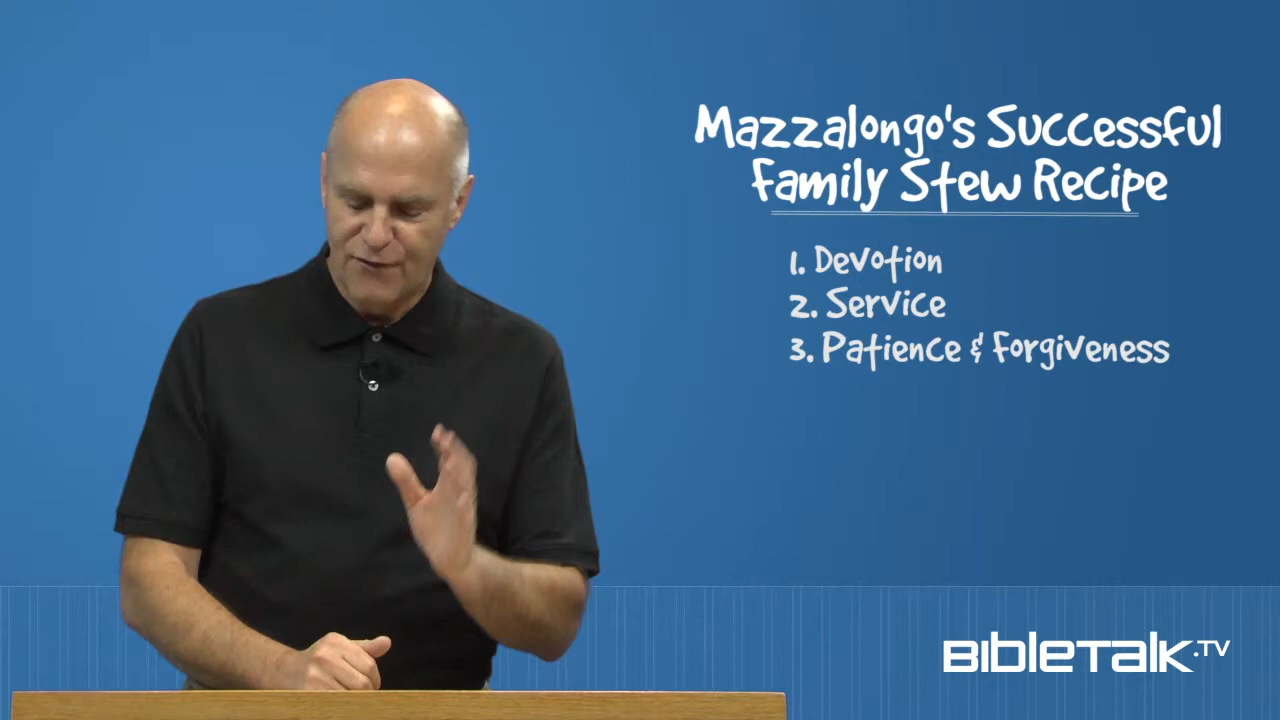 Mazzalongo's Successful
Family Stew Recipe
1. Devotion
2. Service
3. Patience & Forgiveness
BIBLETALK.TV